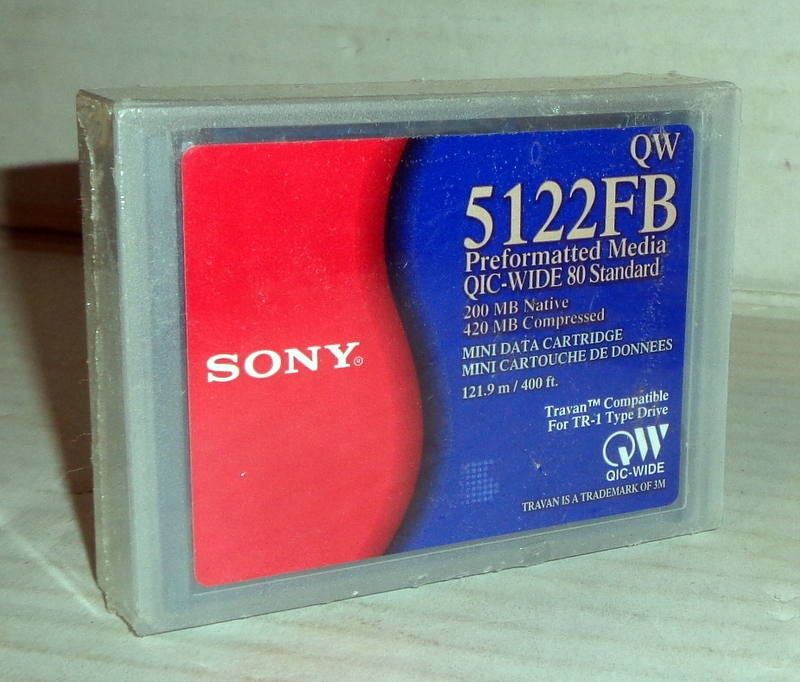 QW
5122FB
Preformatted Media
QIC-WIDE 80 Standard
200 MB Native
420 MB Compressed
MINI DATA CARTRIDGE
MINI CARTOUCHE DE DONNEES
121.9 m / 400 ft.
SONY®
Travan™ Compatible
For TR-1 Type Drive
QW
QIC-WIDE
TRAVAN IS A TRADEMARK OF 3M